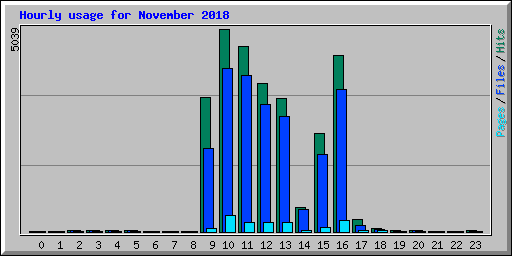 Hourly usage for November 2018
5039
Pages / Files / Hits
0 1 2 3 4 5 6 7 8 9 10 11 12 13 14 15 16 17 18 19 20 21 22 23